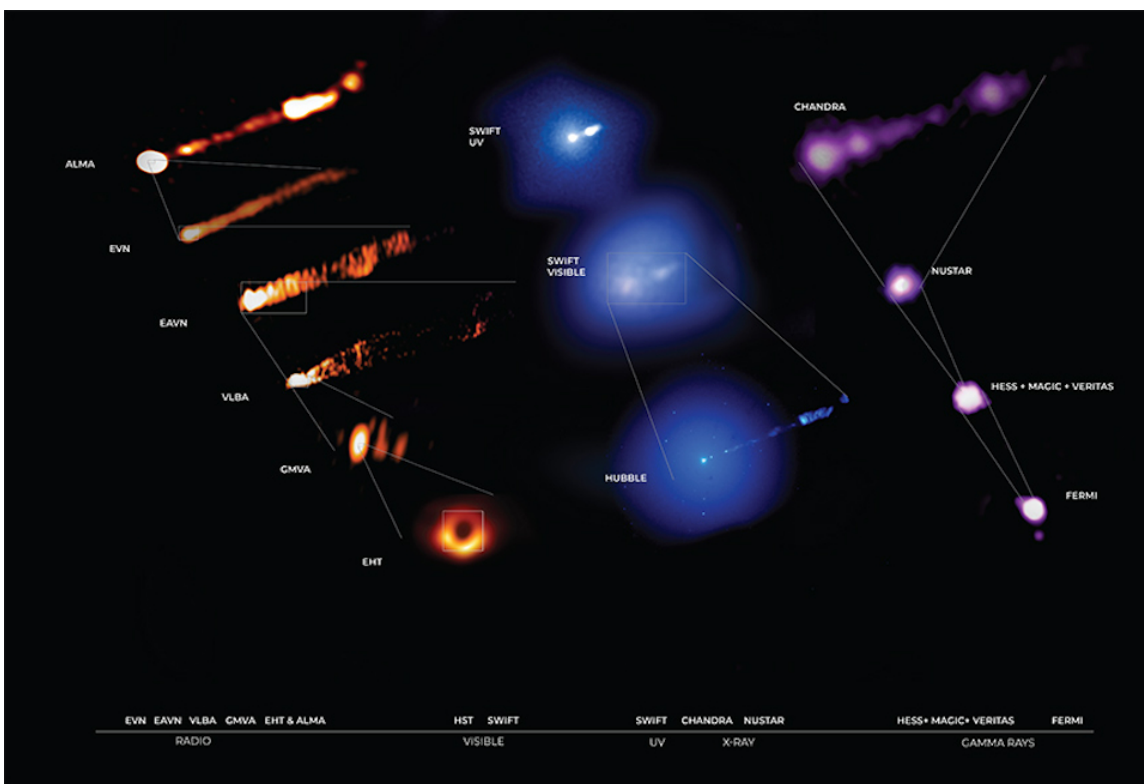 SWIFT
UV
CHANDRA
ALMA
EVN
SWIFT
VISIBLE
NUSTAR
EAVN
VLBA
HESS + MAGIC + VERITAS
GMVA
HUBBLE
FERMI
EHT
EVN EAVN VLBA GMVA EHT & ALMA HST SWIFT SWIFT CHANDRA NUSTAR HESS+ MAGIC+ VERITAS FERMI
RADIO VISIBLE UV X-RAY GAMMA RAYS